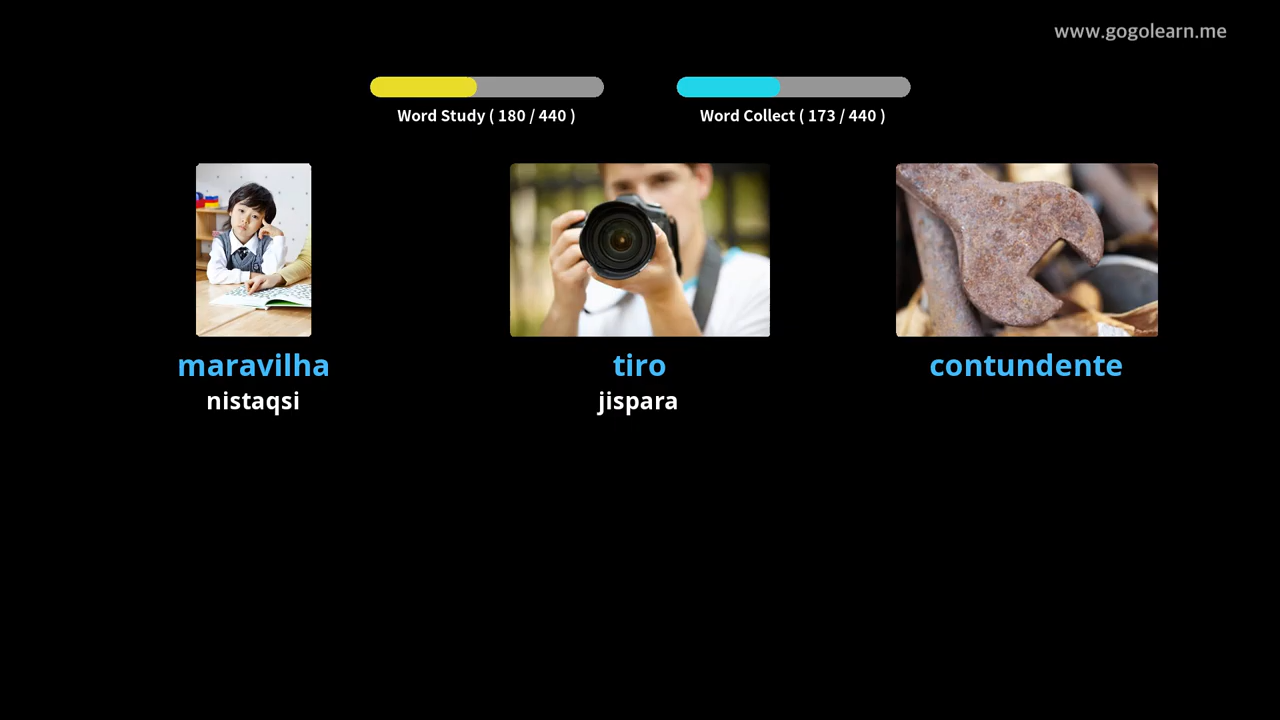 www.gogolearn.me
Word Study ( 180 / 440 )
Word Collect ( 173 / 440 )
maravilha
nistaqsi
tiro
jispara
contundente